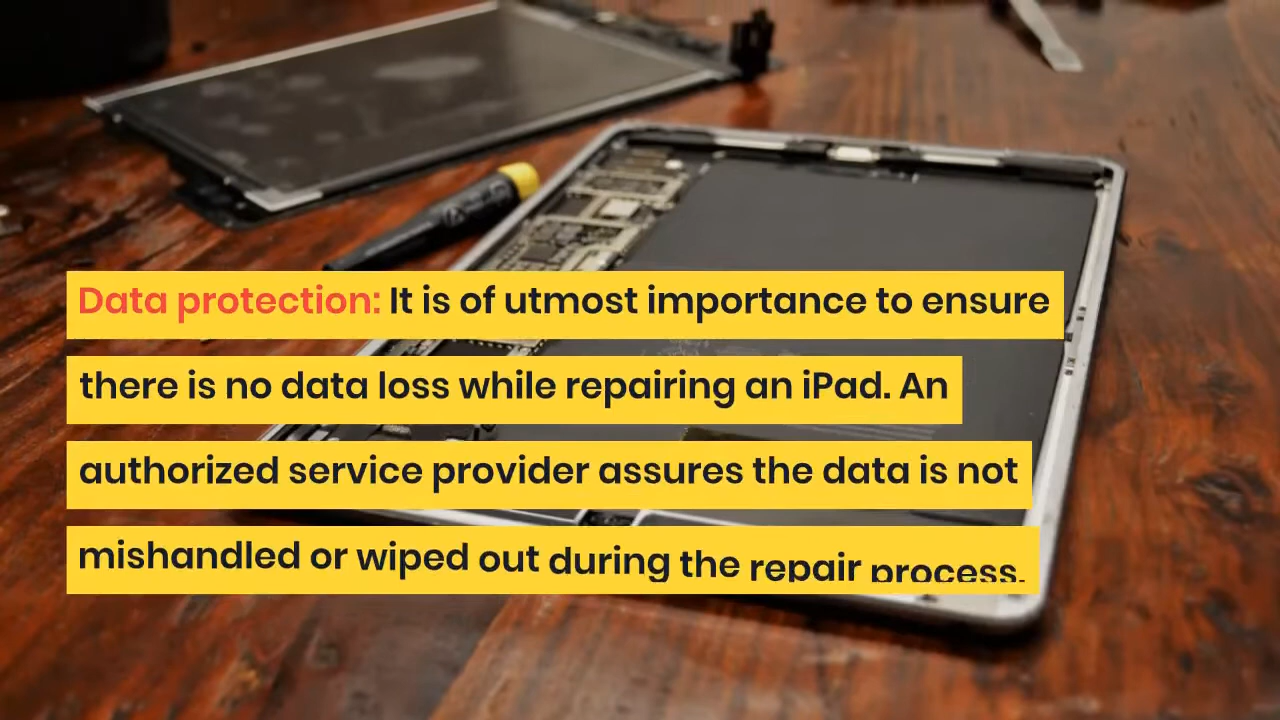 Data protection: It is of utmost importance to ensure
there is no data loss while repairing an iPad. An
authorized service provider assures the data is not
mishandled or wiped out during the repair process.